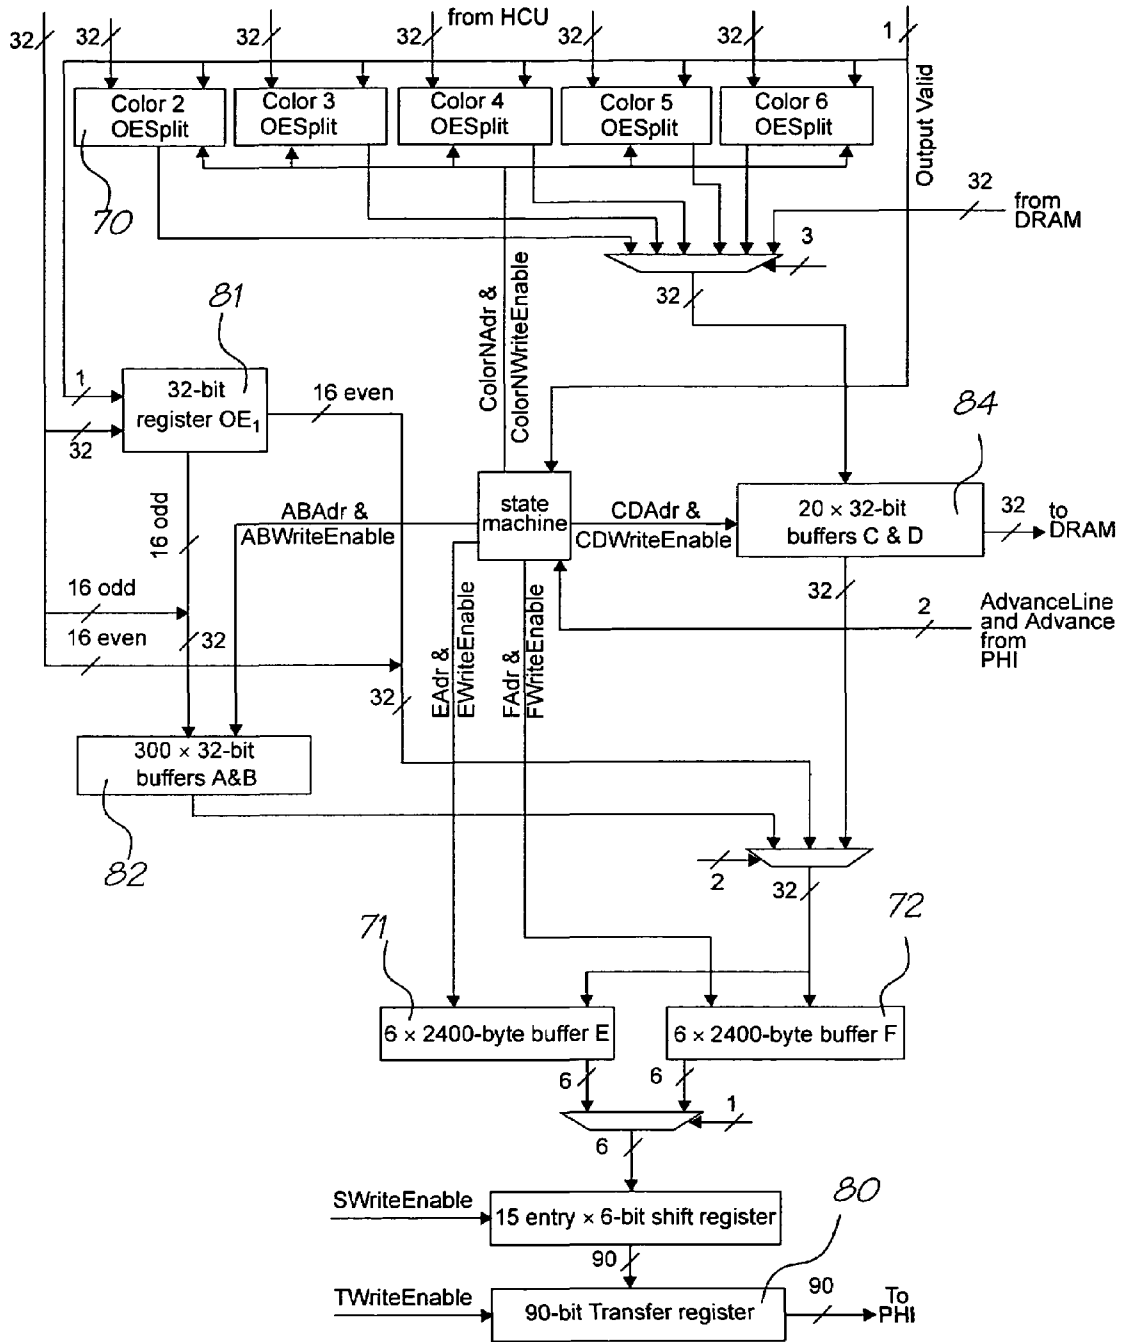 from HCU
32
32
32
32
32
32
1
Color 2
OESplit
Color 3
OESplit
Color 4
OESplit
Color 5
OESplit
Color 6
OESplit
Output Valid
70
32
from
DRAM
3
32
ColorNAdr &
ColorNWriteEnable
81
1
32
32-bit
register OE1
16 even
84
16 odd
ABAdr &
ABWriteEnable
state
machine
CDAdr &
CDWriteEnable
20 × 32-bit
buffers C & D
32
to
DRAM
16 odd
16 even
32
32
EAdr &
EWriteEnable
FAdr &
FWriteEnable
32
2
AdvanceLine
and Advance
from
PHI
300 × 32-bit
buffers A&B
82
2
32
71
72
6 × 2400-byte buffer E
6 × 2400-byte buffer F
6
6
1
6
80
SWriteEnable
15 entry × 6-bit shift register
90
TWriteEnable
90-bit Transfer register
90
To
PHI